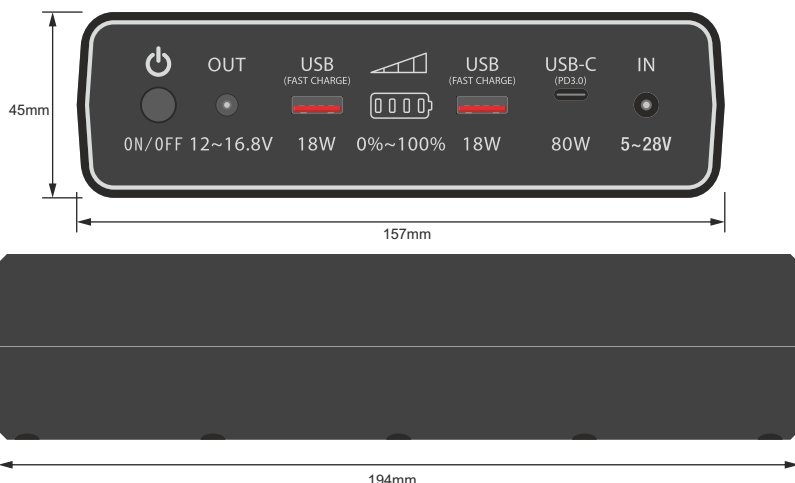 OUT
USB
(FAST CHARGE)
USB
(FAST CHARGE)
USB-C
(PD3.0)
IN
45mm
ON/OFF
12~16.8V
18W
0%~100%
18W
80W
5~28V
157mm
194mm